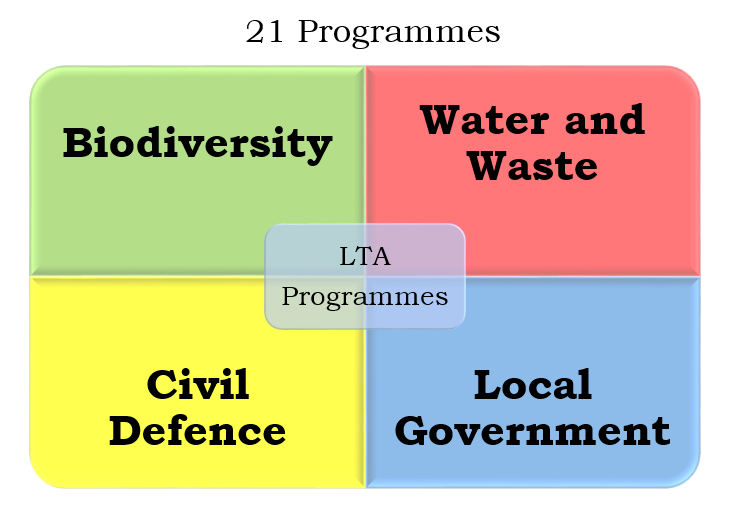 21 Programmes
Biodiversity
Water and
Waste
LTA
Programmes
Civil
Defence
Local
Government